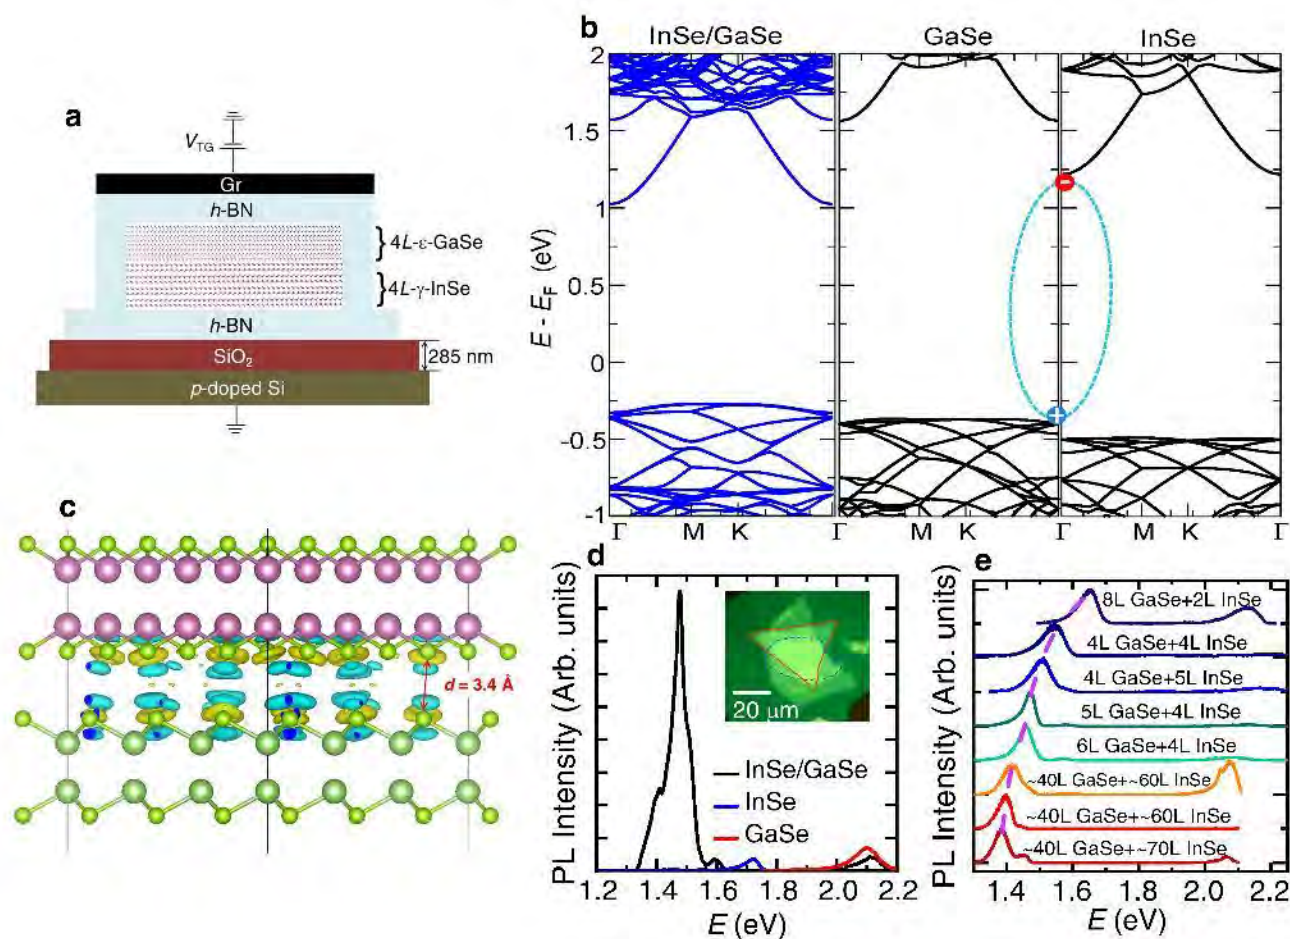 a
V_TG
Gr
h-BN
4L-ε-GaSe
4L-γ-InSe
h-BN
SiO₂
285 nm
p-doped Si
b
InSe/GaSe
GaSe
InSe
E - E_F (eV)
2
1.5
1
0.5
0
-0.5
-1
−
+
Γ M K Γ M K Γ M K Γ
c
d = 3.4 Å
d
PL Intensity (Arb. units)
20 µm
InSe/GaSe
InSe
GaSe
1.2 1.4 1.6 1.8 2.0 2.2
E (eV)
e
PL Intensity (Arb. units)
8L GaSe+2L InSe
4L GaSe+4L InSe
4L GaSe+5L InSe
5L GaSe+4L InSe
6L GaSe+4L InSe
~40L GaSe+~60L InSe
~40L GaSe+~60L InSe
~40L GaSe+~70L InSe
1.4 1.6 1.8 2.0 2.2
E (eV)